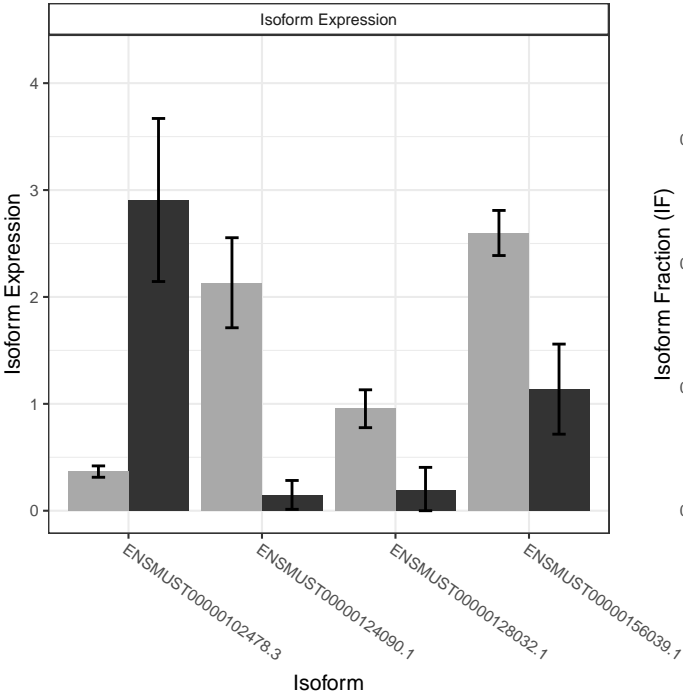 Isoform Expression
4
3
2
1
0
Isoform Expression
ENSMUST00000102478.3
ENSMUST00000124090.1
ENSMUST00000128032.1
ENSMUST00000156039.1
Isoform
Isoform Fraction (IF)